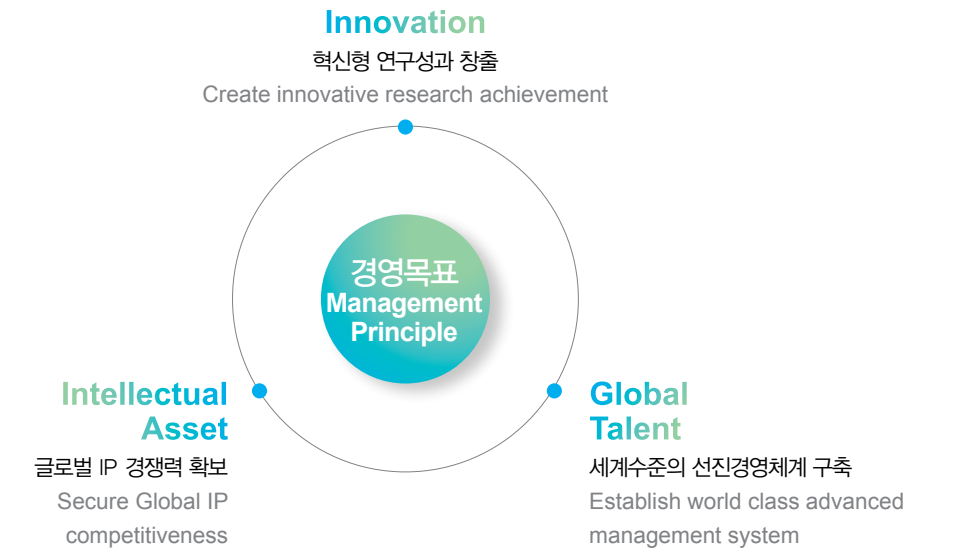 Innovation
혁신형 연구성과 창출
Create innovative research achievement
경영목표
Management
Principle
Intellectual
Asset
글로벌 IP 경쟁력 확보
Secure Global IP
competitiveness
Global
Talent
세계수준의 선진경영체계 구축
Establish world class advanced
management system